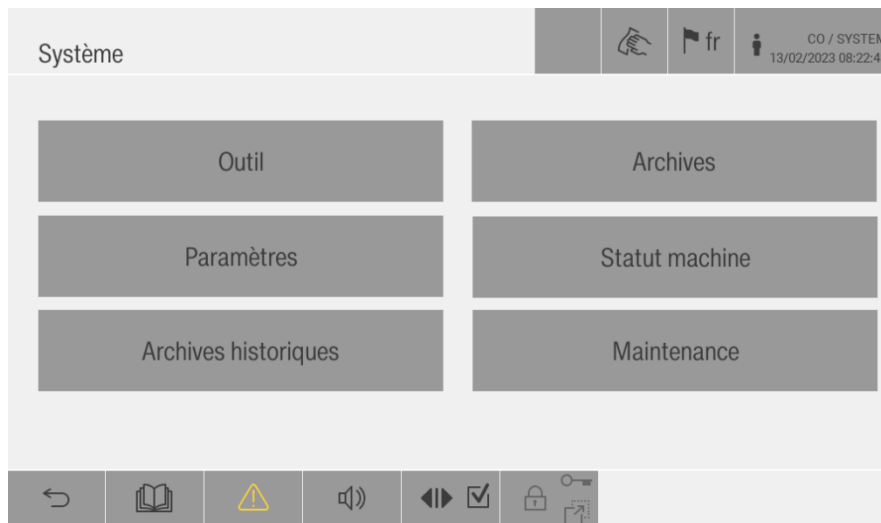 Système
fr
CO / SYSTEM
13/02/2023 08:22:4
Outil
Archives
Paramètres
Statut machine
Archives historiques
Maintenance